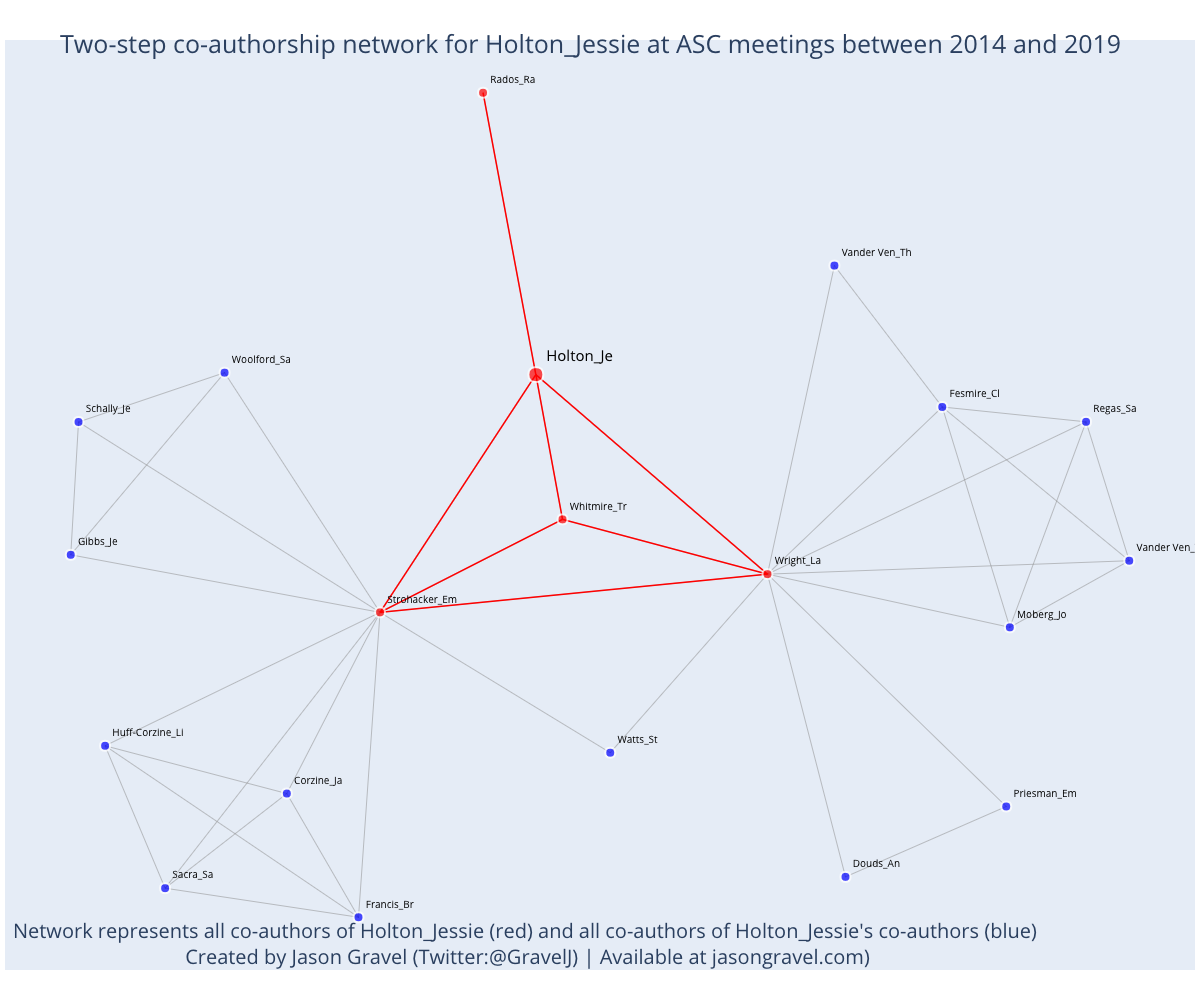 Two-step co-authorship network for Holton_Jessie at ASC meetings between 2014 and 2019
Rados_Ra
Vander Ven_Th
Holton_Je
Woolford_Sa
Fesmire_Cl
Schally_Je
Regas_Sa
Whitmire_Tr
Gibbs_Je
Vander Ven_
Wright_La
Strohacker_Em
Moberg_Jo
Huff-Corzine_Li
Watts_St
Corzine_Ja
Priesman_Em
Douds_An
Sacra_Sa
Francis_Br
Network represents all co-authors of Holton_Jessie (red) and all co-authors of Holton_Jessie's co-authors (blue)
Created by Jason Gravel (Twitter:@GravelJ) | Available at jasongravel.com)